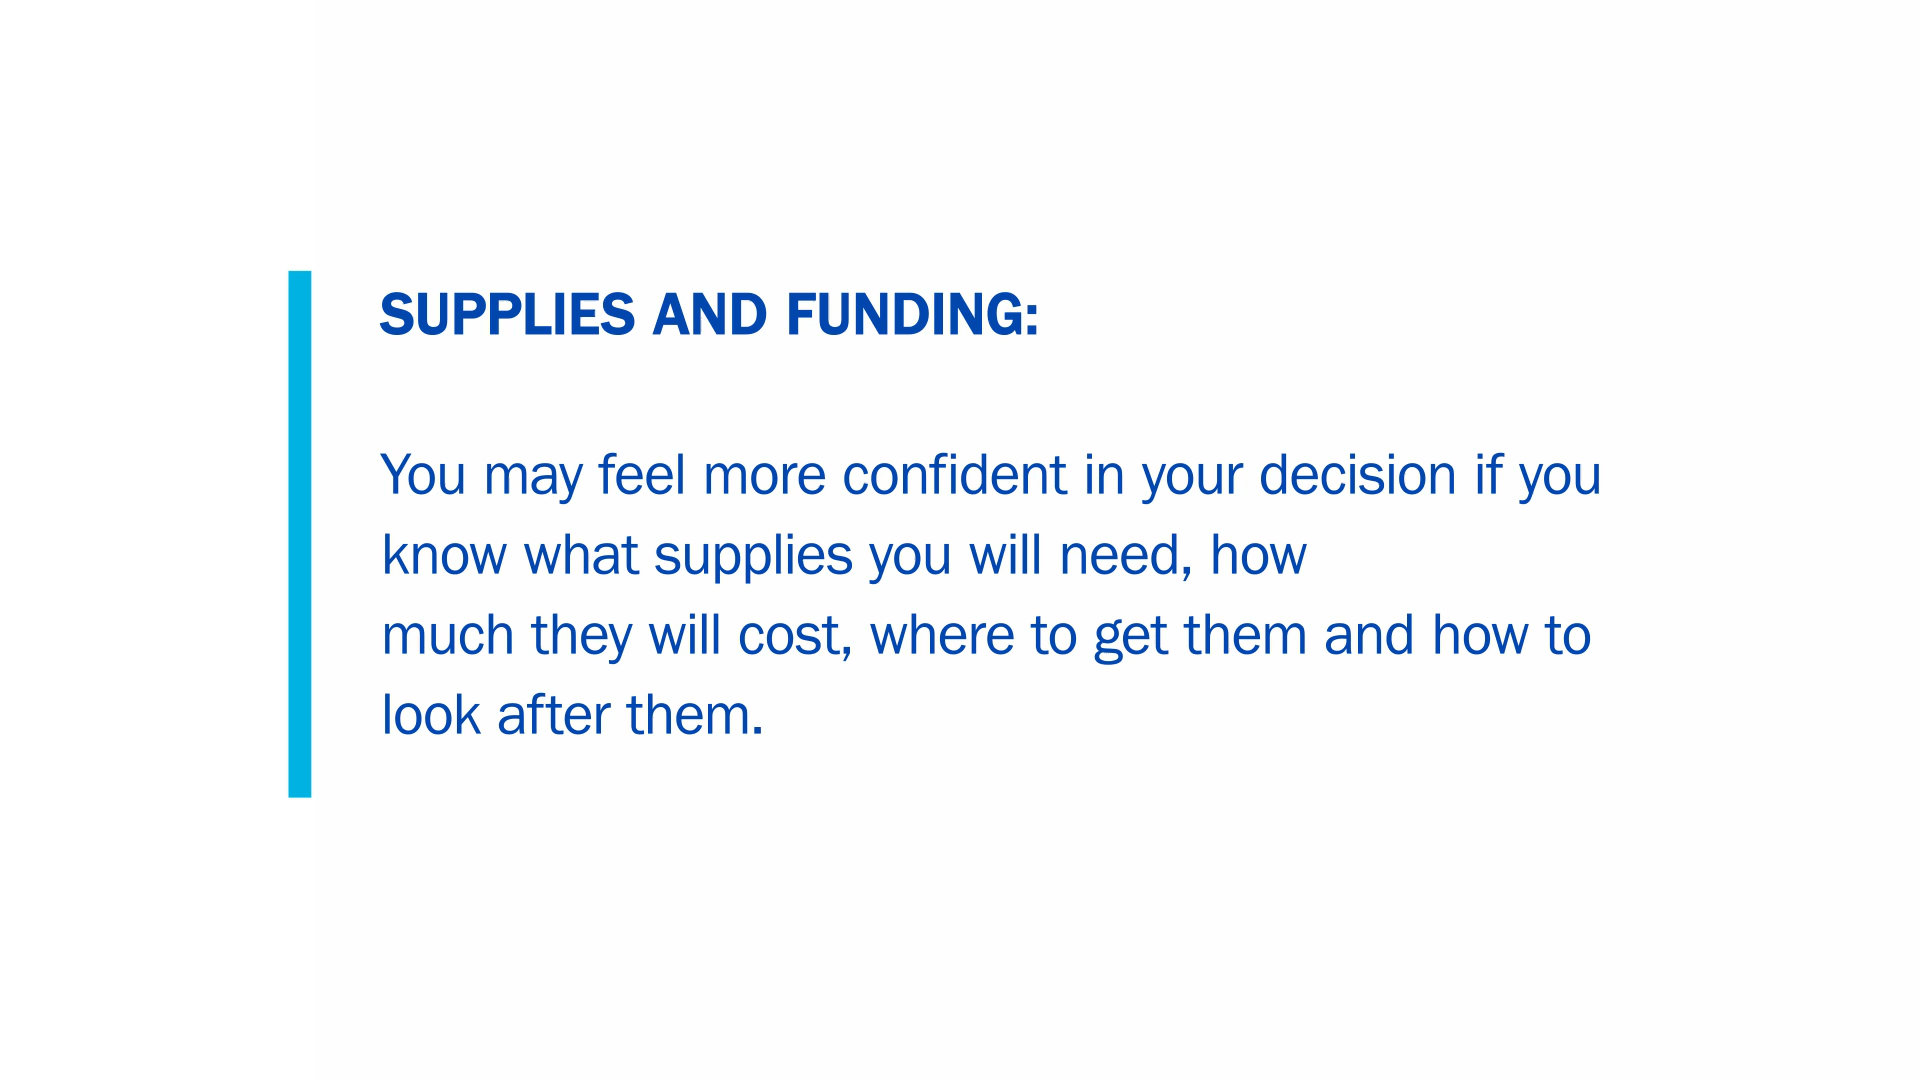 SUPPLIES AND FUNDING:
You may feel more confident in your decision if you
know what supplies you will need, how
much they will cost, where to get them and how to
look after them.